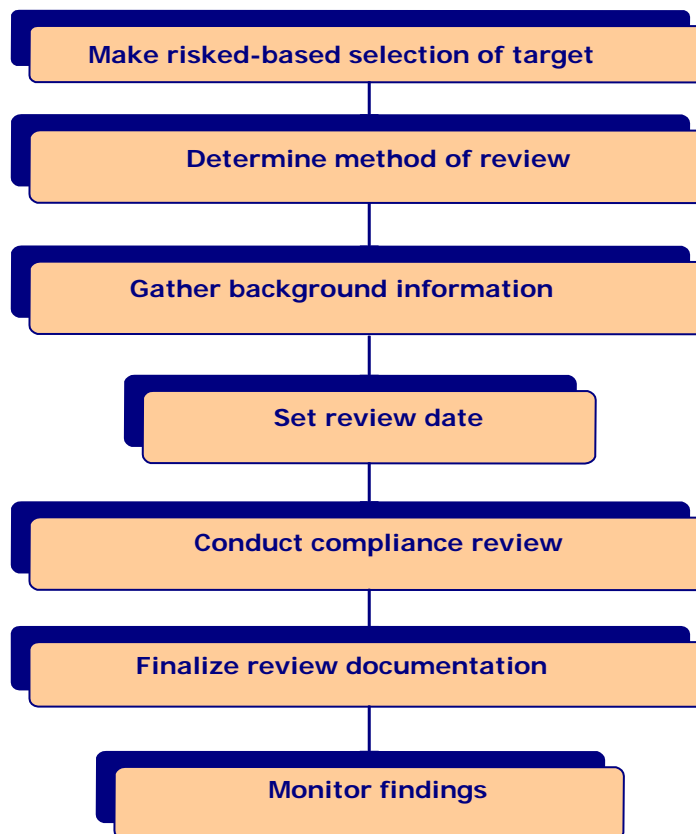 Make risked-based selection of target
Determine method of review
Gather background information
Set review date
Conduct compliance review
Finalize review documentation
Monitor findings